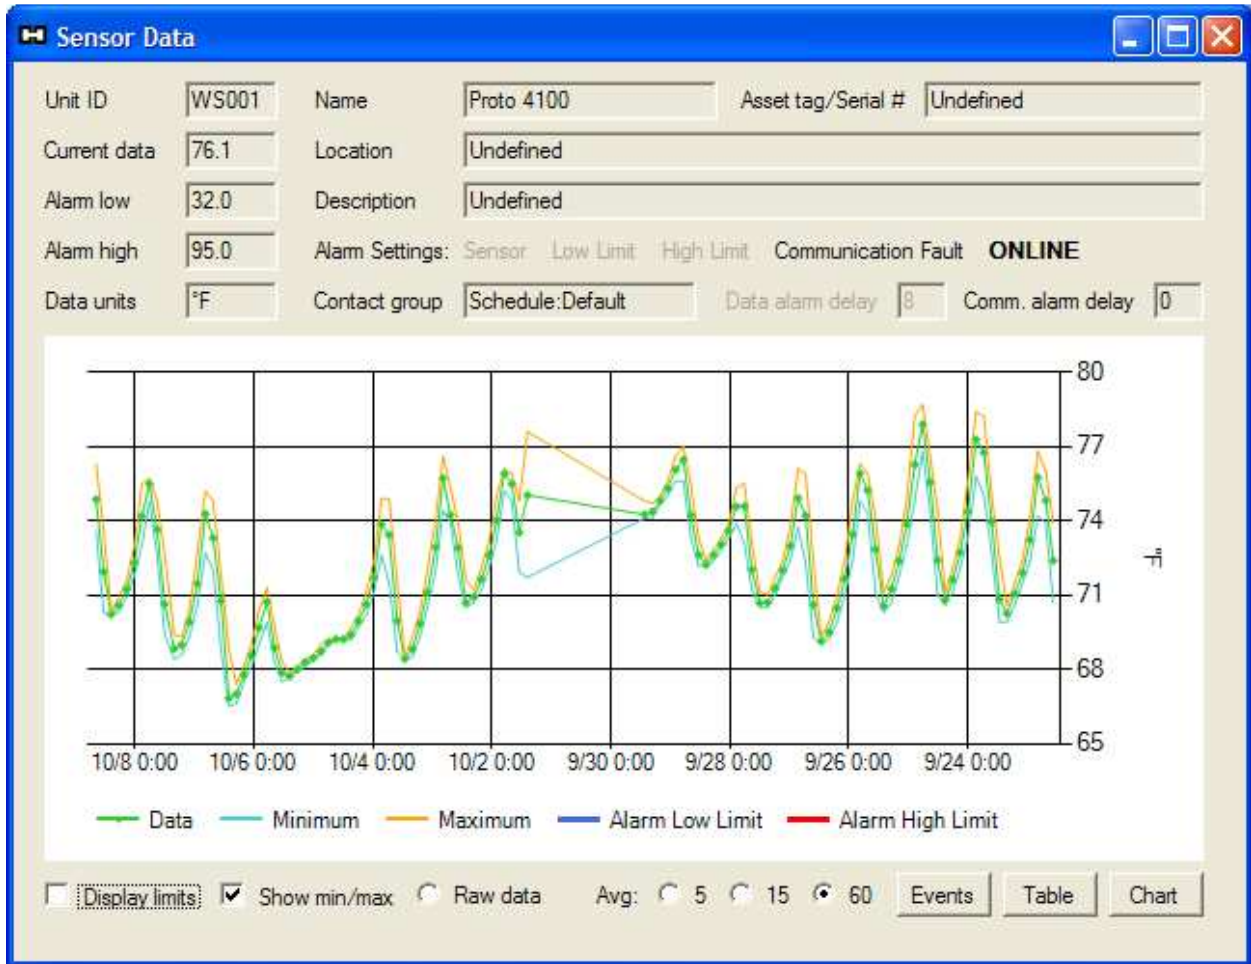 Sensor Data
Unit ID WS001 Name Proto 4100 Asset tag/Serial # Undefined
Current data 76.1 Location Undefined
Alarm low 32.0 Description Undefined
Alarm high 95.0 Alarm Settings: Sensor Low Limit High Limit Communication Fault ONLINE
Data units °F Contact group Schedule:Default Data alarm delay 8 Comm. alarm delay 0
80
77
74
°F
71
68
65
10/8 0:00 10/6 0:00 10/4 0:00 10/2 0:00 9/30 0:00 9/28 0:00 9/26 0:00 9/24 0:00
Data Minimum Maximum Alarm Low Limit Alarm High Limit
Display limits Show min/max Raw data Avg: 5 15 60 Events Table Chart